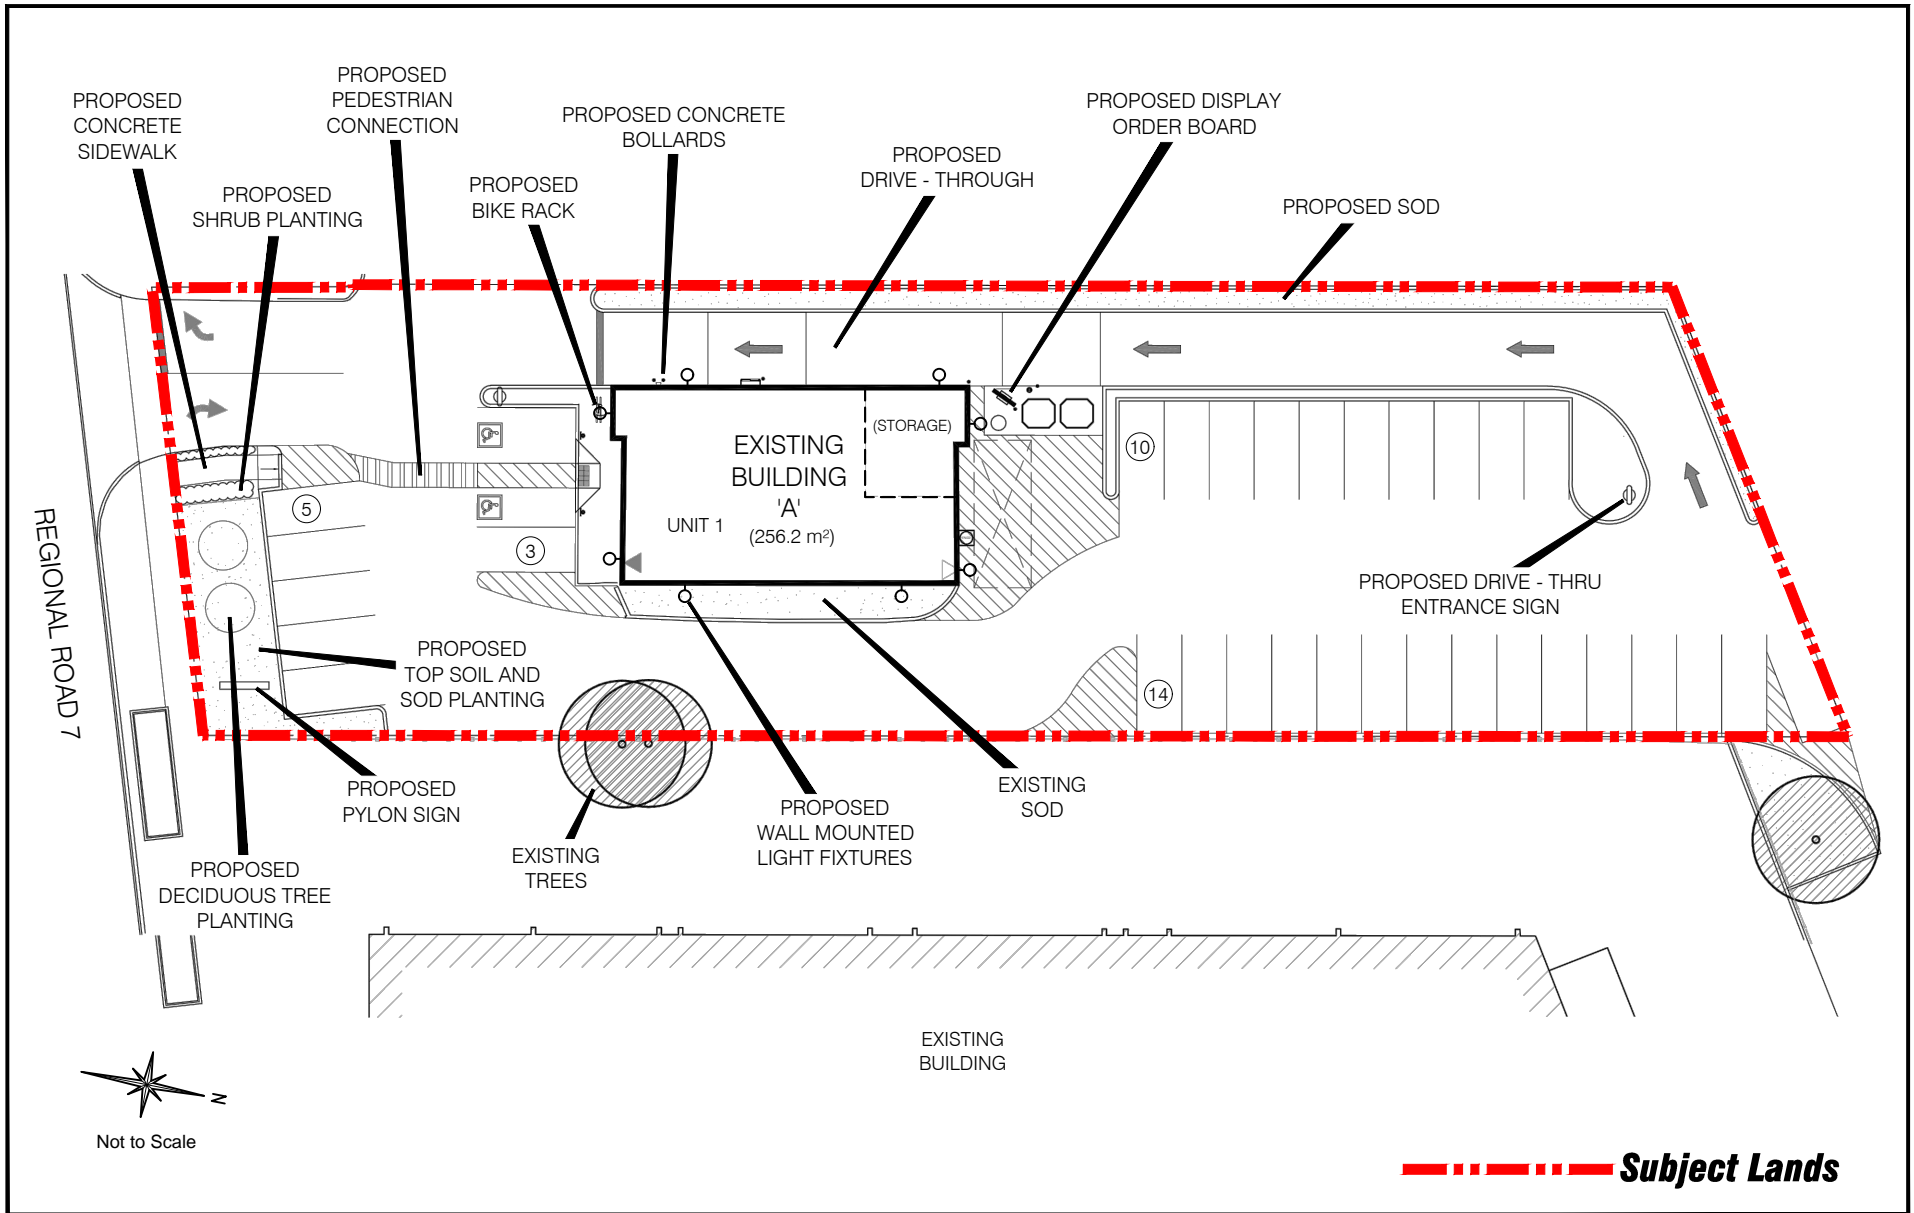 PROPOSED
CONCRETE
SIDEWALK
PROPOSED
PEDESTRIAN
CONNECTION
PROPOSED
SHRUB PLANTING
PROPOSED
BIKE RACK
PROPOSED CONCRETE
BOLLARDS
PROPOSED
DRIVE - THROUGH
PROPOSED DISPLAY
ORDER BOARD
PROPOSED SOD
(STORAGE)
EXISTING
BUILDING
'A'
(256.2 m²)
UNIT 1
10
5
3
14
REGIONAL ROAD 7
PROPOSED DRIVE - THRU
ENTRANCE SIGN
PROPOSED
TOP SOIL AND
SOD PLANTING
PROPOSED
PYLON SIGN
PROPOSED
DECIDUOUS TREE
PLANTING
EXISTING
TREES
PROPOSED
WALL MOUNTED
LIGHT FIXTURES
EXISTING
SOD
EXISTING
BUILDING
N
Not to Scale
Subject Lands